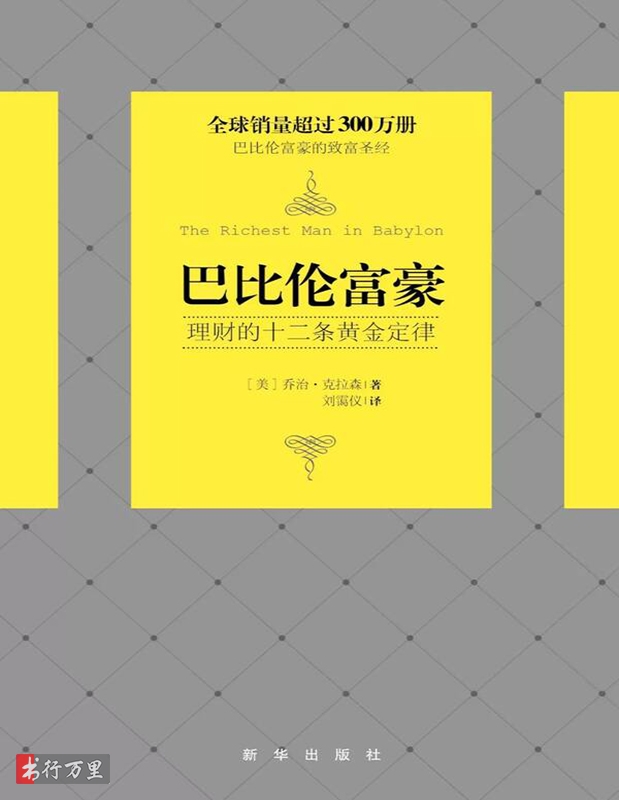 全球销量超过300万册
巴比伦富豪的致富圣经
The Richest Man in Babylon
巴比伦富豪
理财的十二条黄金定律
［美］乔治·克拉森|著
刘霭仪|译
新华出版社
书行万里